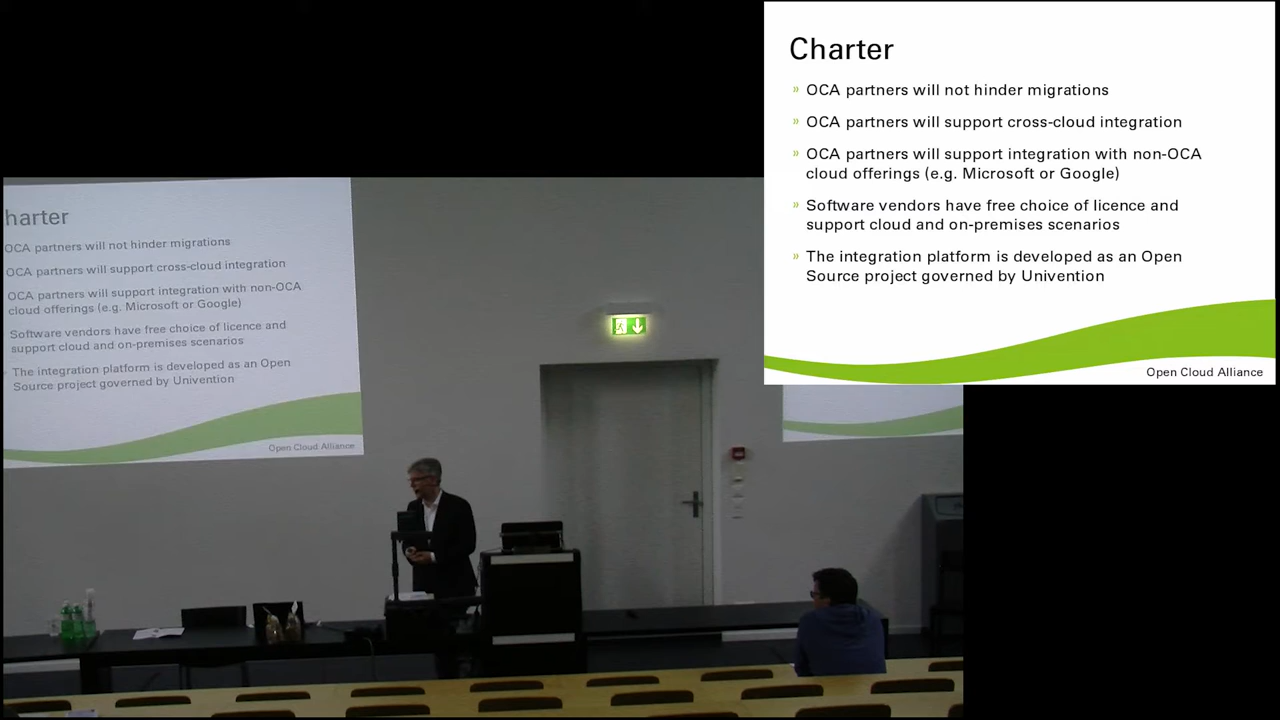 Charter
» OCA partners will not hinder migrations
» OCA partners will support cross-cloud integration
» OCA partners will support integration with non-OCA
cloud offerings (e.g. Microsoft or Google)
» Software vendors have free choice of licence and
support cloud and on-premises scenarios
» The integration platform is developed as an Open
Source project governed by Univention
Open Cloud Alliance
harter
OCA partners will not hinder migrations
OCA partners will support cross-cloud integration
OCA partners will support integration with non-OCA
cloud offerings (e.g. Microsoft or Google)
Software vendors have free choice of licence and
support cloud and on-premises scenarios
The integration platform is developed as an Open
Source project governed by Univention
Open Cloud Alliance